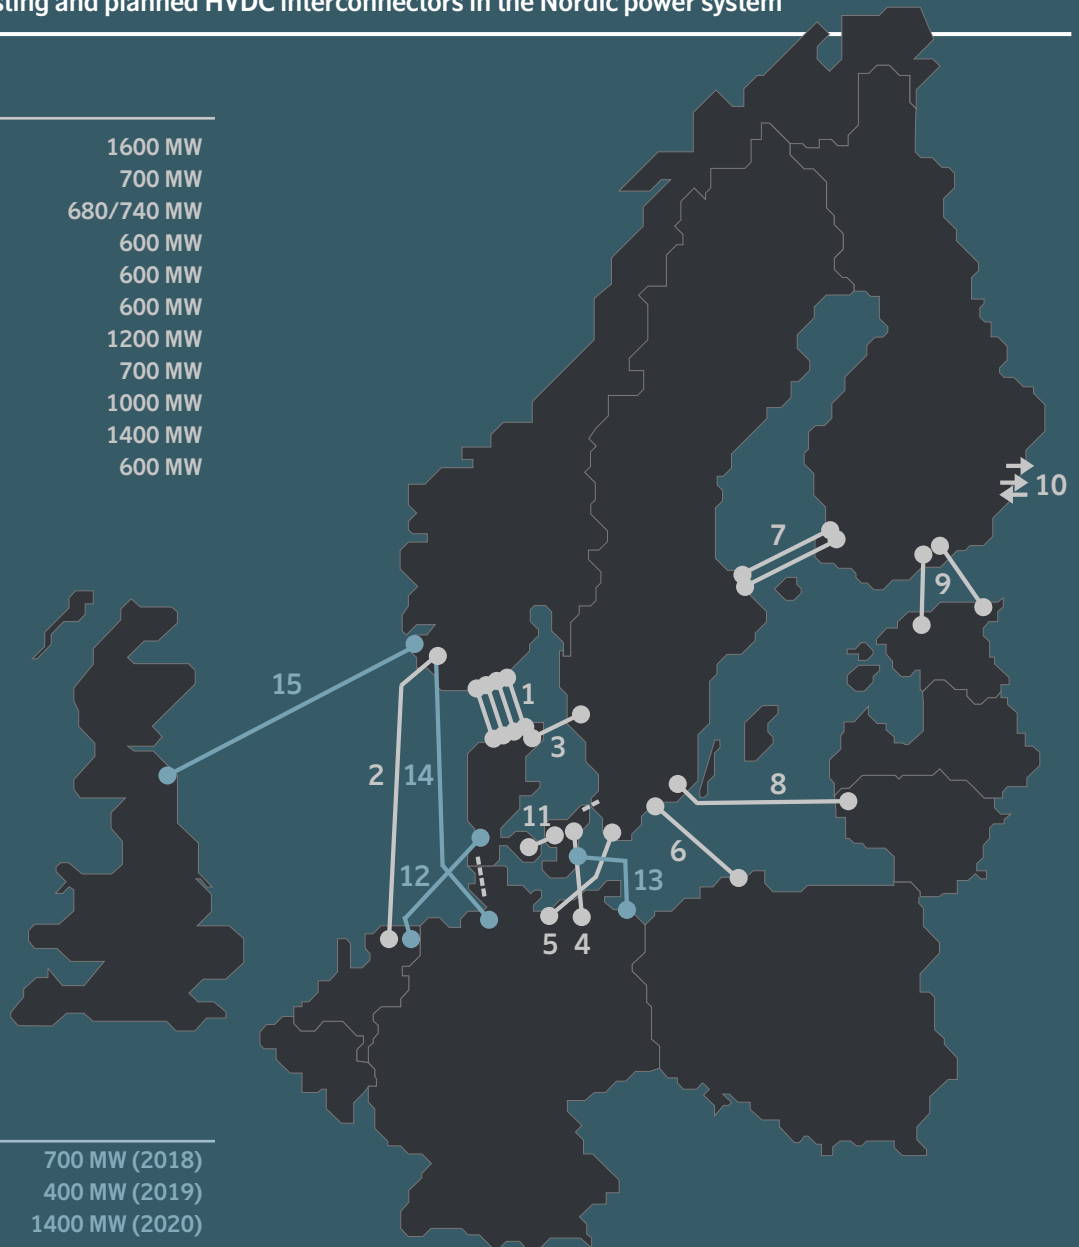 sting and planned HVDC interconnectors in the Nordic power system
1600 MW
700 MW
680/740 MW
600 MW
600 MW
600 MW
1200 MW
700 MW
1000 MW
1400 MW
600 MW
10
7
9
15
1
3
2
14
8
11
6
12
13
5
4
700 MW (2018)
400 MW (2019)
1400 MW (2020)